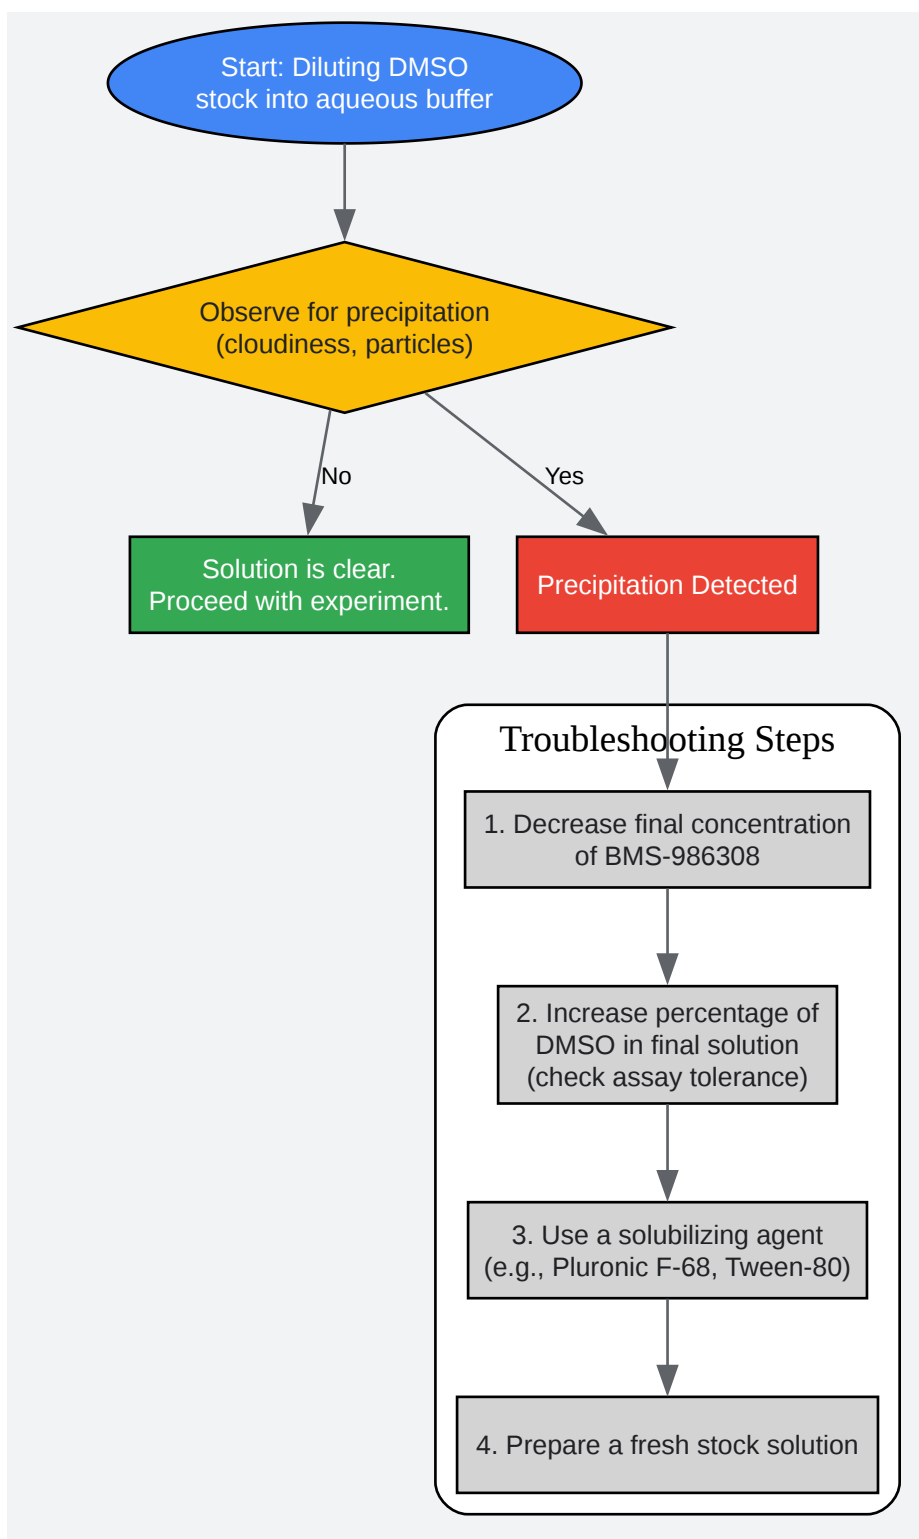 Start: Diluting DMSO
stock into aqueous buffer
Observe for precipitation
(cloudiness, particles)
No
Yes
Solution is clear.
Proceed with experiment.
Precipitation Detected
Troubleshooting Steps
1. Decrease final concentration
of BMS-986308
2. Increase percentage of
DMSO in final solution
(check assay tolerance)
3. Use a solubilizing agent
(e.g., Pluronic F-68, Tween-80)
4. Prepare a fresh stock solution